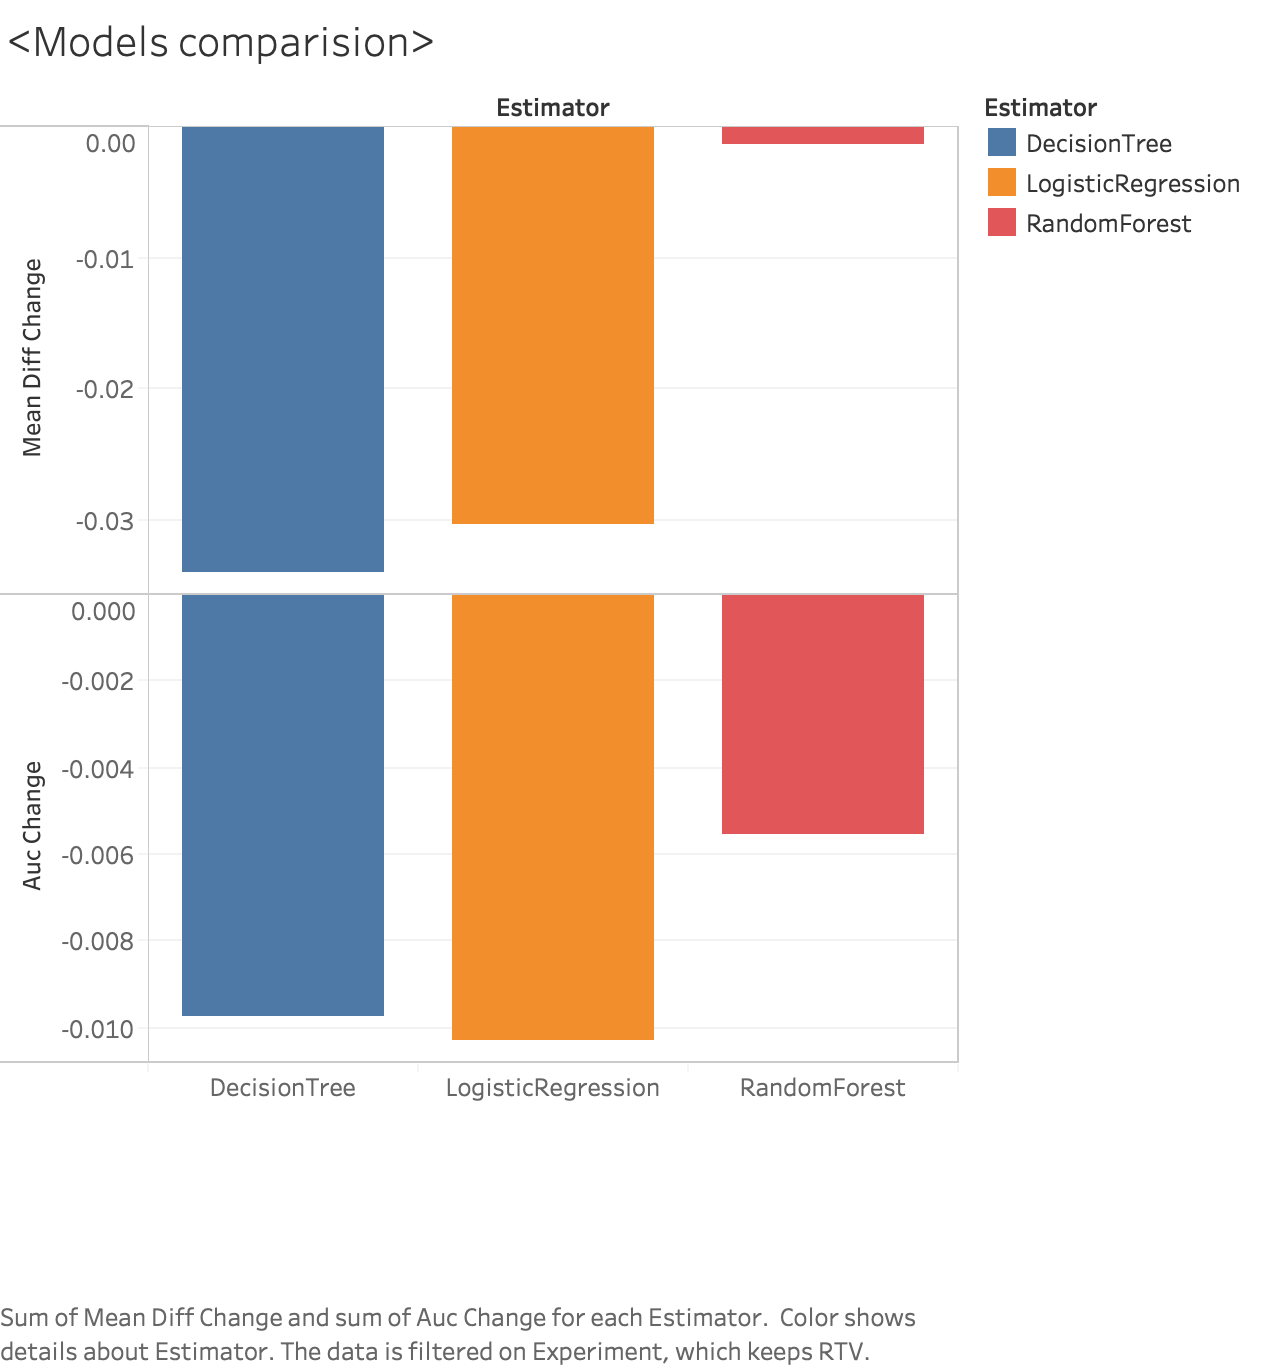 <Models comparision>
Estimator
Estimator
DecisionTree
LogisticRegression
RandomForest
Mean Diff Change
0.00
-0.01
-0.02
-0.03
Auc Change
0.000
-0.002
-0.004
-0.006
-0.008
-0.010
DecisionTree
LogisticRegression
RandomForest
Sum of Mean Diff Change and sum of Auc Change for each Estimator.  Color shows
details about Estimator. The data is filtered on Experiment, which keeps RTV.